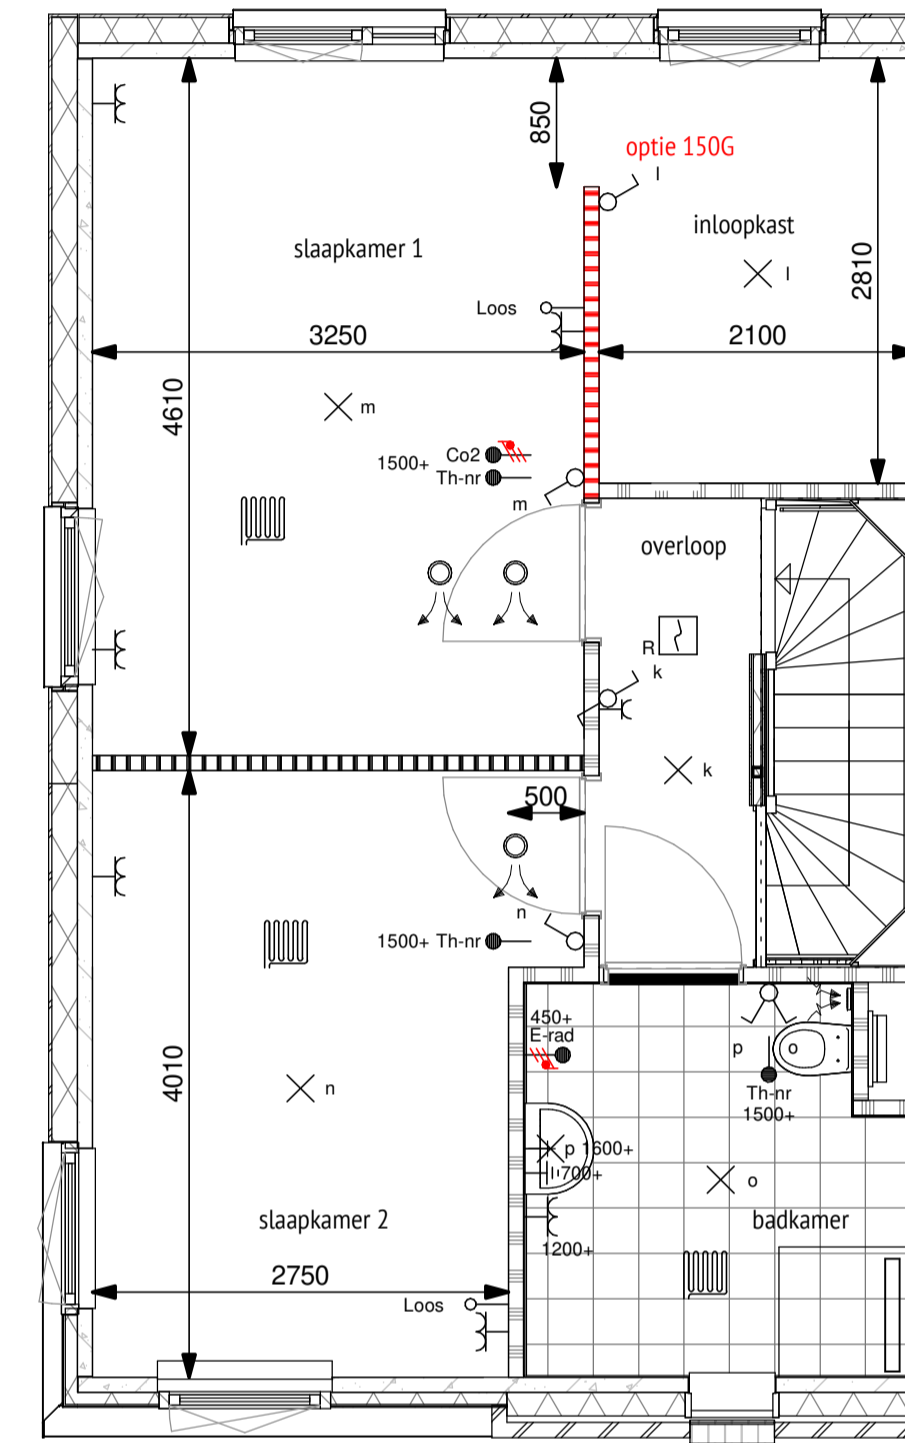 850
optie 150G
l
inloopkast
slaapkamer 1
l
2810
Loos
3250
2100
4610
m
Co2
1500+
Th-nr
m
overloop
R
k
k
500
n
1500+ Th-nr
450+
E-rad
p
o
Th-nr
1500+
4010
n
p 1600+
700+
o
slaapkamer 2
badkamer
1200+
2750
Loos